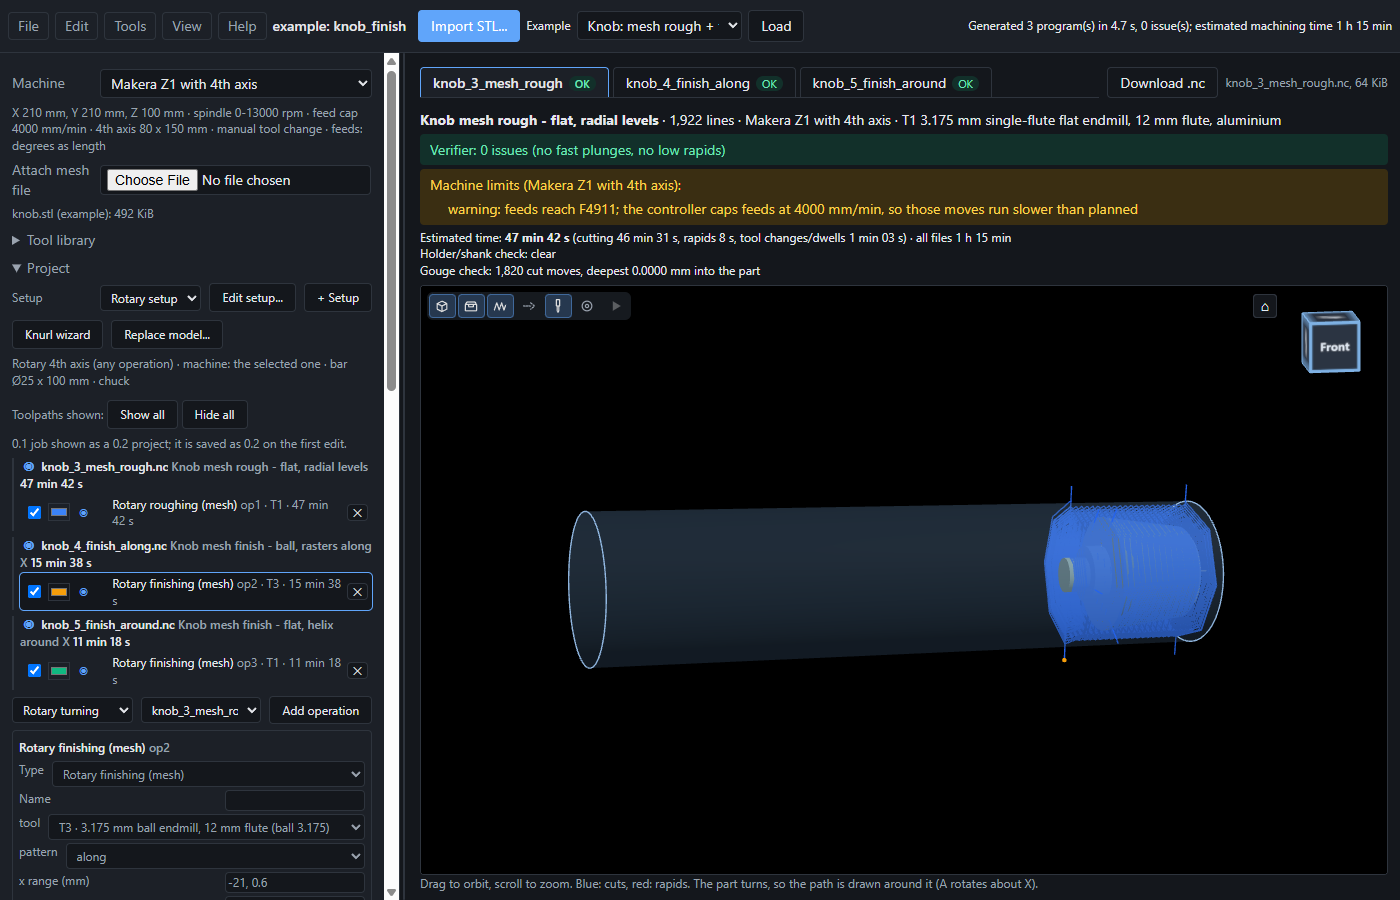 File Edit Tools View Help example: knob_finish Import STL... Example Knob: mesh rough + Load Generated 3 program(s) in 4.7 s, 0 issue(s); estimated machining time 1 h 15 min
Machine Makera Z1 with 4th axis
X 210 mm, Y 210 mm, Z 100 mm · spindle 0-13000 rpm · feed cap
4000 mm/min · 4th axis 80 x 150 mm · manual tool change · feeds:
degrees as length
Attach mesh
file
Choose File No file chosen
knob.stl (example): 492 KiB
Tool library
Project
Setup Rotary setup Edit setup... + Setup
Knurl wizard Replace model...
Rotary 4th axis (any operation) · machine: the selected one · bar
Ø25 x 100 mm · chuck
Toolpaths shown: Show all Hide all
0.1 job shown as a 0.2 project; it is saved as 0.2 on the first edit.
knob_3_mesh_rough.nc Knob mesh rough - flat, radial levels
47 min 42 s
Rotary roughing (mesh) op1 · T1 · 47 min
42 s
knob_4_finish_along.nc Knob mesh finish - ball, rasters along
X 15 min 38 s
Rotary finishing (mesh) op2 · T3 · 15 min 38
s
knob_5_finish_around.nc Knob mesh finish - flat, helix
around X 11 min 18 s
Rotary finishing (mesh) op3 · T1 · 11 min 18
s
Rotary turning knob_3_mesh_rc Add operation
Rotary finishing (mesh) op2
Type Rotary finishing (mesh)
Name
tool T3 · 3.175 mm ball endmill, 12 mm flute (ball 3.175)
pattern along
x range (mm) -21, 0.6
knob_3_mesh_rough OK knob_4_finish_along OK knob_5_finish_around OK Download .nc knob_3_mesh_rough.nc, 64 KiB
Knob mesh rough - flat, radial levels · 1,922 lines · Makera Z1 with 4th axis · T1 3.175 mm single-flute flat endmill, 12 mm flute, aluminium
Verifier: 0 issues (no fast plunges, no low rapids)
Machine limits (Makera Z1 with 4th axis):
warning: feeds reach F4911; the controller caps feeds at 4000 mm/min, so those moves run slower than planned
Estimated time: 47 min 42 s (cutting 46 min 31 s, rapids 8 s, tool changes/dwells 1 min 03 s) · all files 1 h 15 min
Holder/shank check: clear
Gouge check: 1,820 cut moves, deepest 0.0000 mm into the part
Front
Drag to orbit, scroll to zoom. Blue: cuts, red: rapids. The part turns, so the path is drawn around it (A rotates about X).